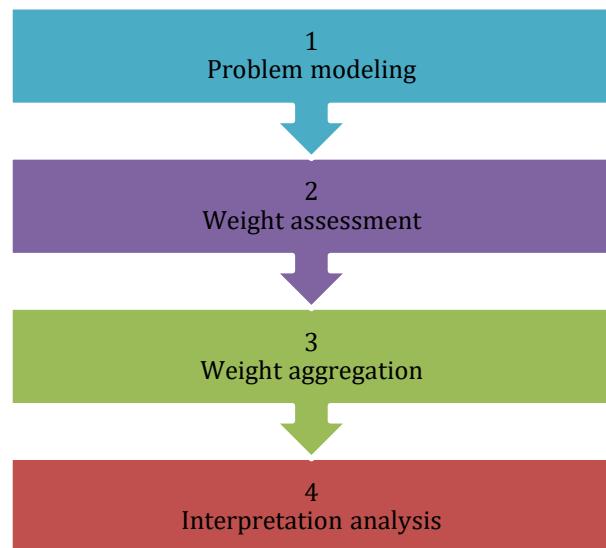 1
Problem modeling
2
Weight assessment
3
Weight aggregation
4
Interpretation analysis